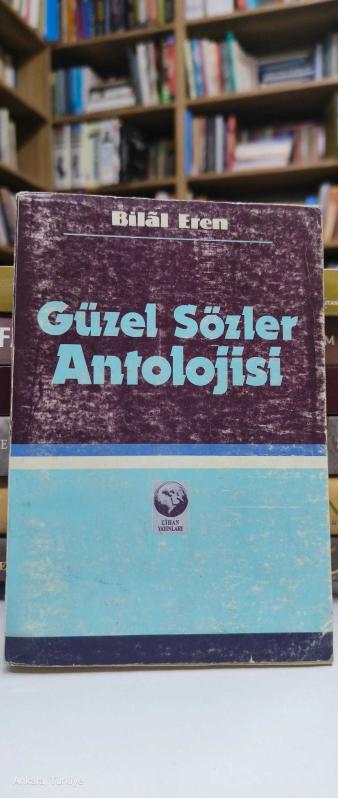 Bilâl Eren
Güzel Sözler
Antolojisi
CİHAN
YAYINLARI
Ankara, Türkiye